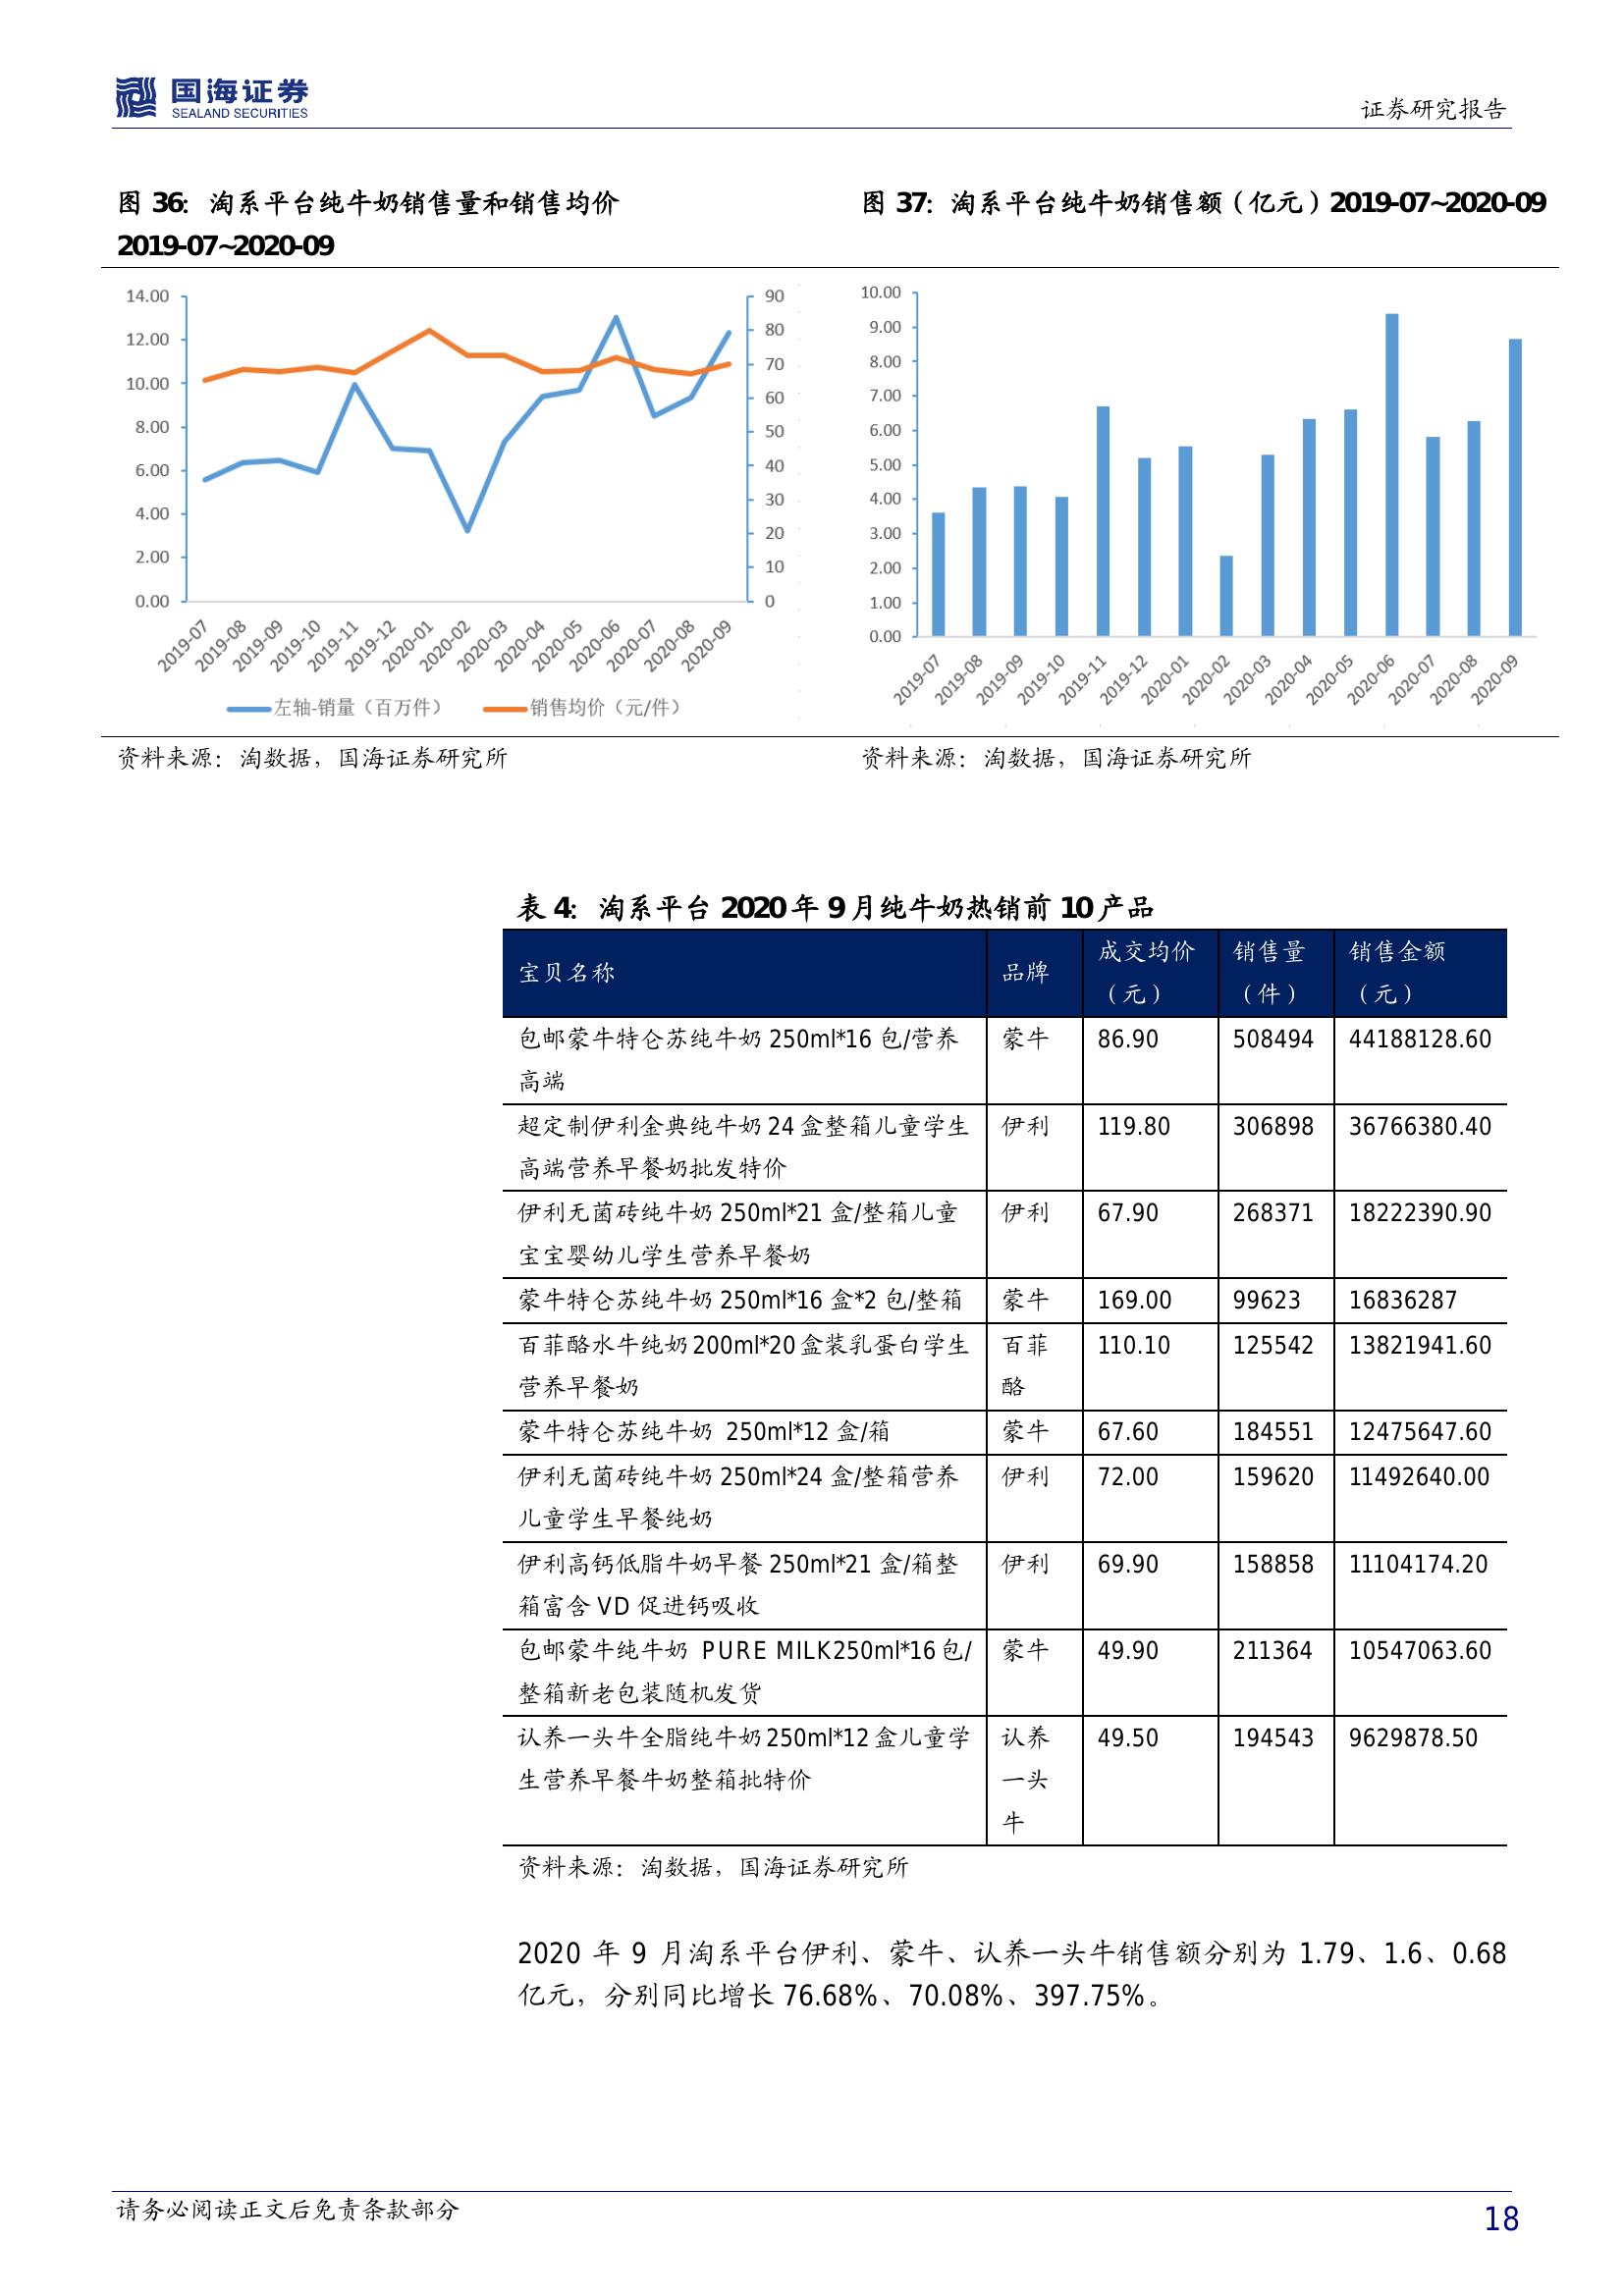 国海证券
SEALAND SECURITIES
证券研究报告
图 36：淘系平台纯牛奶销售量和销售均价
2019-07~2020-09
图 37：淘系平台纯牛奶销售额（亿元）2019-07~2020-09
14.00
12.00
10.00
8.00
6.00
4.00
2.00
0.00
90
80
70
60
50
40
30
20
10
0
2019-07
2019-08
2019-09
2019-10
2019-11
2019-12
2020-01
2020-02
2020-03
2020-04
2020-05
2020-06
2020-07
2020-08
2020-09
左轴-销量（百万件） 销售均价（元/件）
10.00
9.00
8.00
7.00
6.00
5.00
4.00
3.00
2.00
1.00
0.00
2019-07
2019-08
2019-09
2019-10
2019-11
2019-12
2020-01
2020-02
2020-03
2020-04
2020-05
2020-06
2020-07
2020-08
2020-09
资料来源：淘数据，国海证券研究所
资料来源：淘数据，国海证券研究所
表 4：淘系平台 2020 年 9 月纯牛奶热销前 10 产品
宝贝名称 品牌 成交均价 销售量 销售金额
（元） （件） （元）
包邮蒙牛特仑苏纯牛奶 250ml*16 包/营养 蒙牛 86.90 508494 44188128.60
高端
超定制伊利金典纯牛奶 24 盒整箱儿童学生 伊利 119.80 306898 36766380.40
高端营养早餐奶批发特价
伊利无菌砖纯牛奶 250ml*21 盒/整箱儿童 伊利 67.90 268371 18222390.90
宝宝婴幼儿学生营养早餐奶
蒙牛特仑苏纯牛奶 250ml*16 盒*2 包/整箱 蒙牛 169.00 99623 16836287
百菲酪水牛纯奶 200ml*20 盒装乳蛋白学生 百菲 110.10 125542 13821941.60
营养早餐奶 酪
蒙牛特仑苏纯牛奶 250ml*12 盒/箱 蒙牛 67.60 184551 12475647.60
伊利无菌砖纯牛奶 250ml*24 盒/整箱营养 伊利 72.00 159620 11492640.00
儿童学生早餐纯奶
伊利高钙低脂牛奶早餐 250ml*21 盒/箱整 伊利 69.90 158858 11104174.20
箱富含 VD 促进钙吸收
包邮蒙牛纯牛奶 PURE MILK250ml*16 包/ 蒙牛 49.90 211364 10547063.60
整箱新老包装随机发货
认养一头牛全脂纯牛奶 250ml*12 盒儿童学 认养 49.50 194543 9629878.50
生营养早餐牛奶整箱批特价 一头
牛
资料来源：淘数据，国海证券研究所
2020 年 9 月淘系平台伊利、蒙牛、认养一头牛销售额分别为 1.79、1.6、0.68
亿元，分别同比增长 76.68%、70.08%、397.75%。
请务必阅读正文后免责条款部分
18